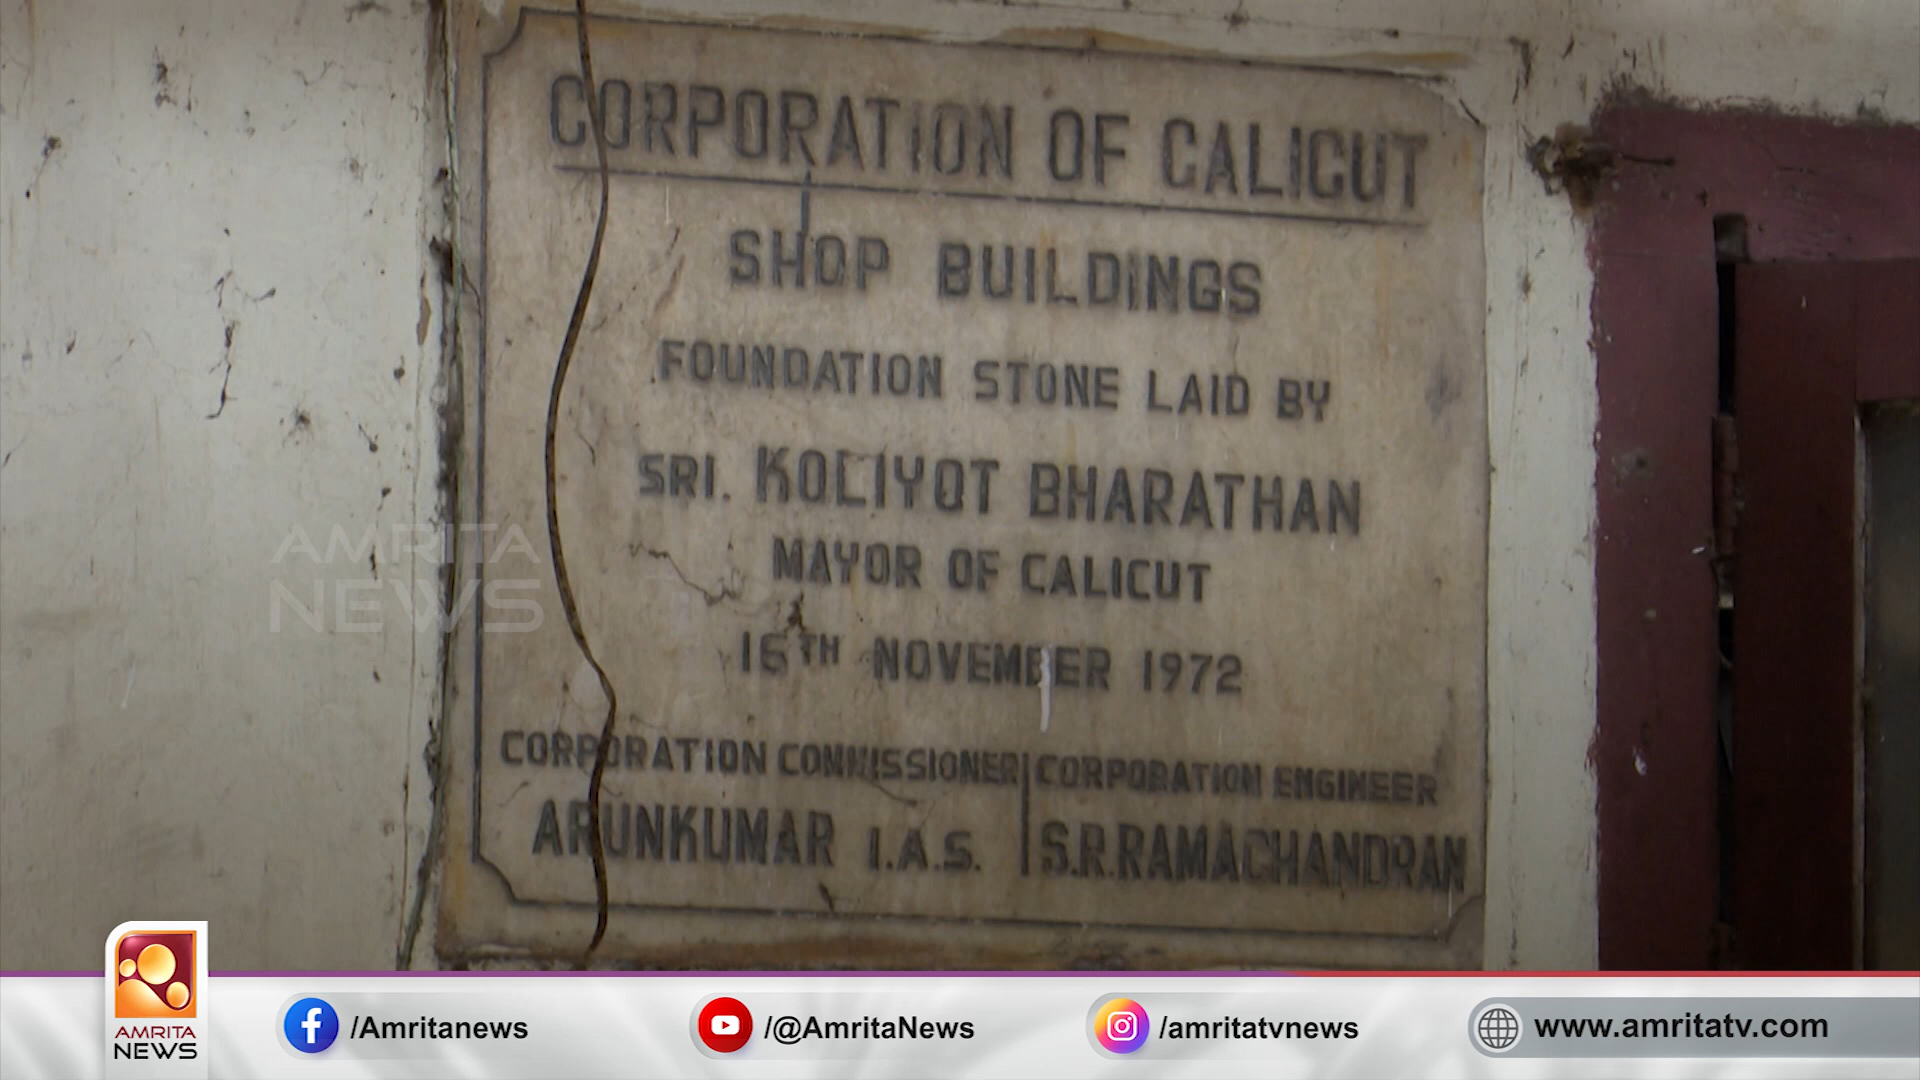 CORPORATION OF CALICUT
SHOP BUILDINGS
FOUNDATION STONE LAID BY
SRI. KOLIYOT BHARATHAN
MAYOR OF CALICUT
16TH NOVEMBER 1972
CORPORATION COMMISSIONER CORPORATION ENGINEER
ARUNKUMAR I.A.S. S.R.RAMACHANDRAN
AMRITA
NEWS
AMRITA
NEWS
/Amritanews
/@AmritaNews
/amritatvnews
www.amritatv.com